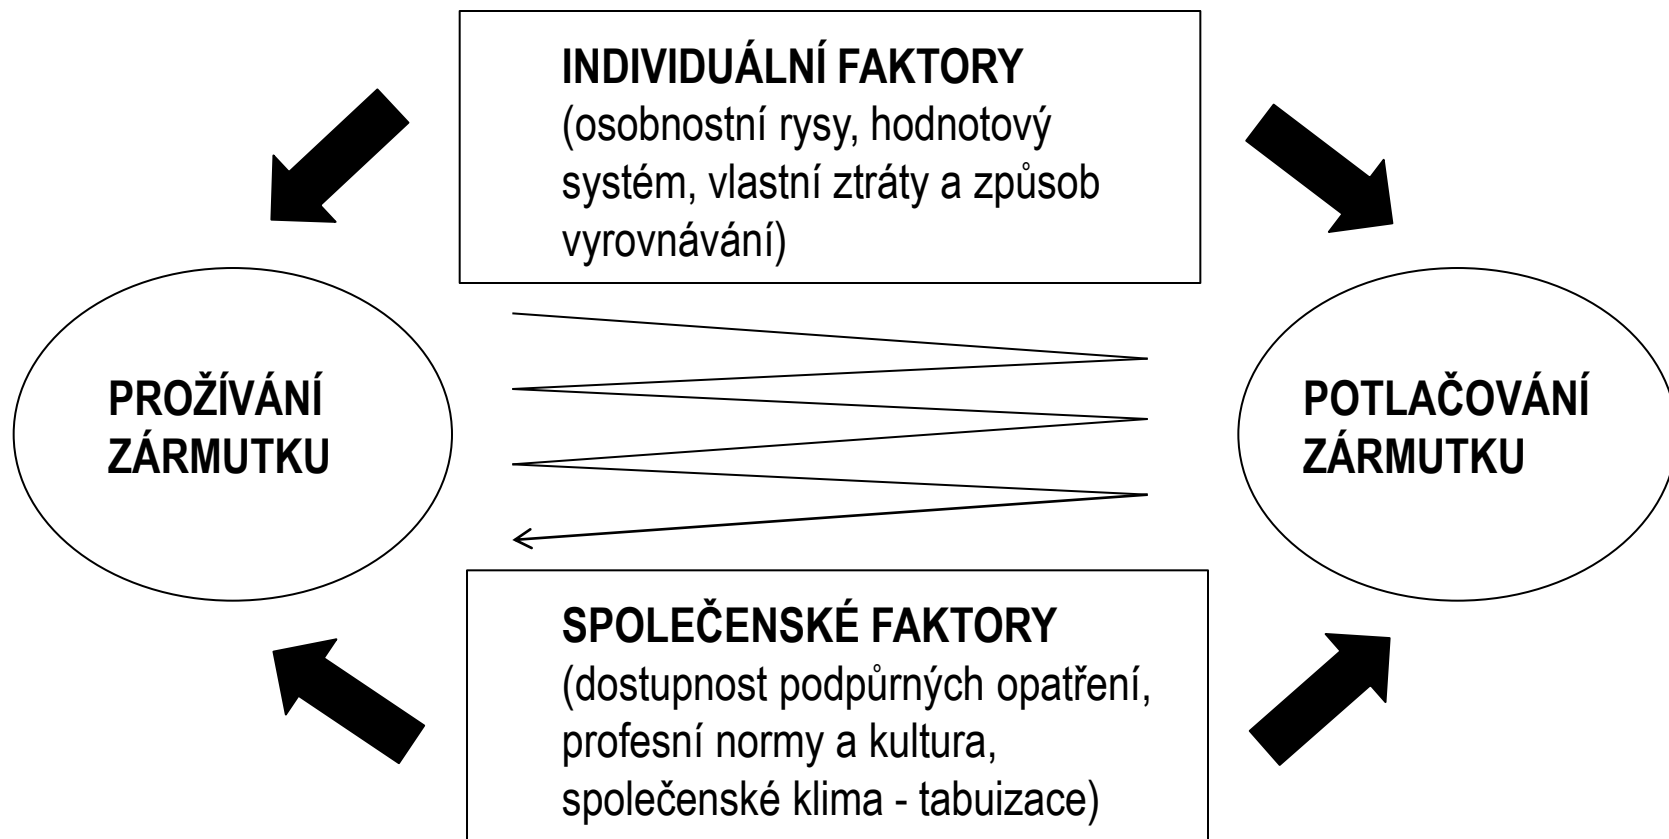 INDIVIDUÁLNÍ FAKTORY
(osobnostní rysy, hodnotový
systém, vlastní ztráty a způsob
vyrovnávání)
PROŽÍVÁNÍ
ZÁRMUTKU
POTLAČOVÁNÍ
ZÁRMUTKU
SPOLEČENSKÉ FAKTORY
(dostupnost podpůrných opatření,
profesní normy a kultura,
společenské klima - tabuizace)